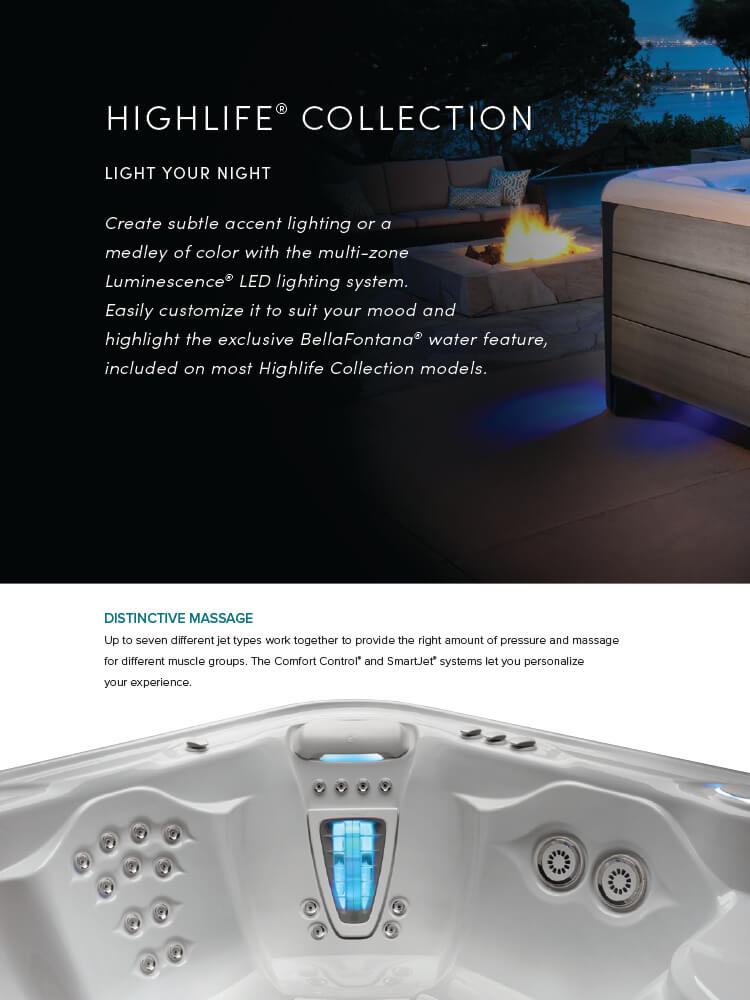 HIGHLIFE® COLLECTION
LIGHT YOUR NIGHT
Create subtle accent lighting or a
medley of color with the multi-zone
Luminescence® LED lighting system.
Easily customize it to suit your mood and
highlight the exclusive BellaFontana® water feature,
included on most Highlife Collection models.
DISTINCTIVE MASSAGE
Up to seven different jet types work together to provide the right amount of pressure and massage
for different muscle groups. The Comfort Control® and SmartJet® systems let you personalize
your experience.